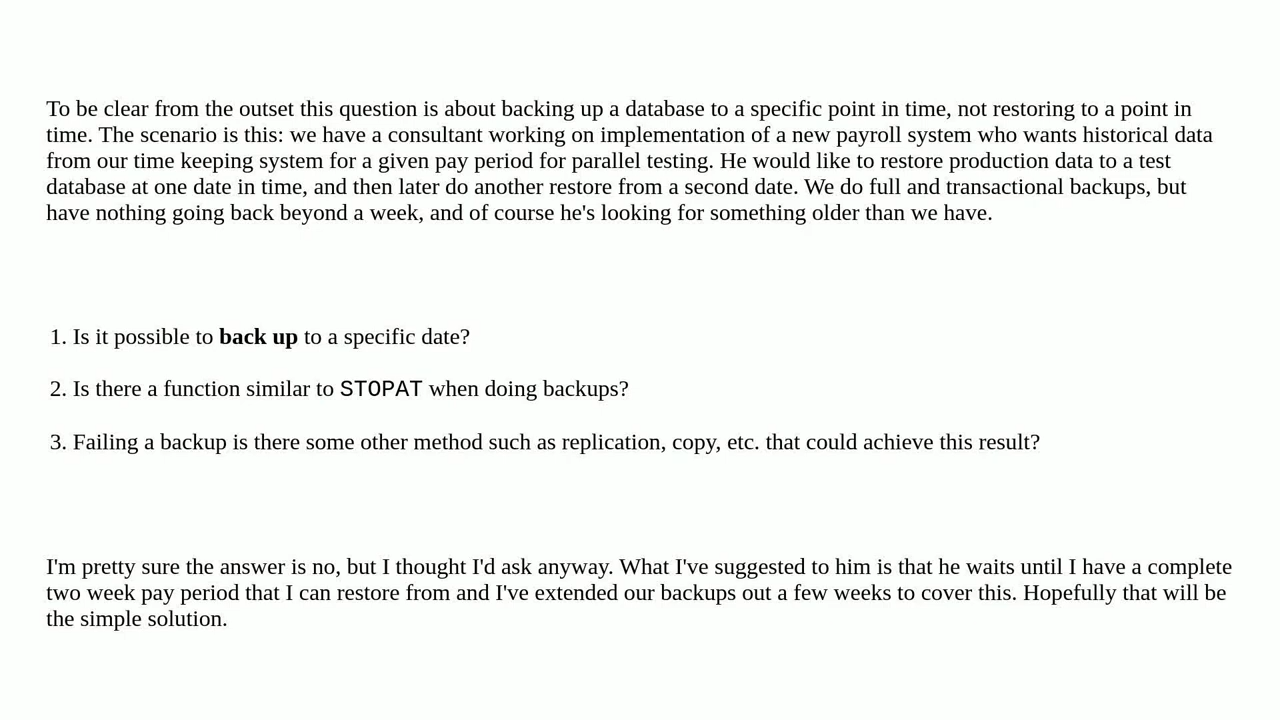 To be clear from the outset this question is about backing up a database to a specific point in time, not restoring to a point in
time. The scenario is this: we have a consultant working on implementation of a new payroll system who wants historical data
from our time keeping system for a given pay period for parallel testing. He would like to restore production data to a test
database at one date in time, and then later do another restore from a second date. We do full and transactional backups, but
have nothing going back beyond a week, and of course he's looking for something older than we have.
1. Is it possible to back up to a specific date?
2. Is there a function similar to STOPAT when doing backups?
3. Failing a backup is there some other method such as replication, copy, etc. that could achieve this result?
I'm pretty sure the answer is no, but I thought I'd ask anyway. What I've suggested to him is that he waits until I have a complete
two week pay period that I can restore from and I've extended our backups out a few weeks to cover this. Hopefully that will be
the simple solution.